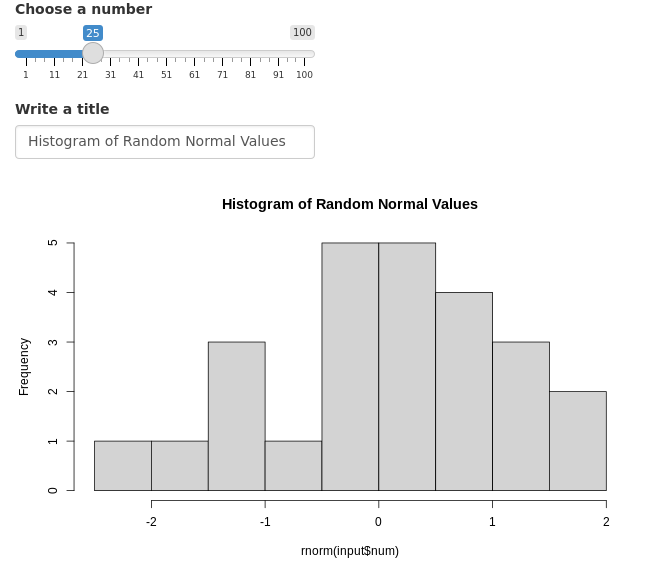 Choose a number
1 25 100
1 11 21 31 41 51 61 71 81 91 100
Write a title
Histogram of Random Normal Values
Histogram of Random Normal Values
5
4
3
2
1
0
Frequency
-2 -1 0 1 2
rnorm(input$num)